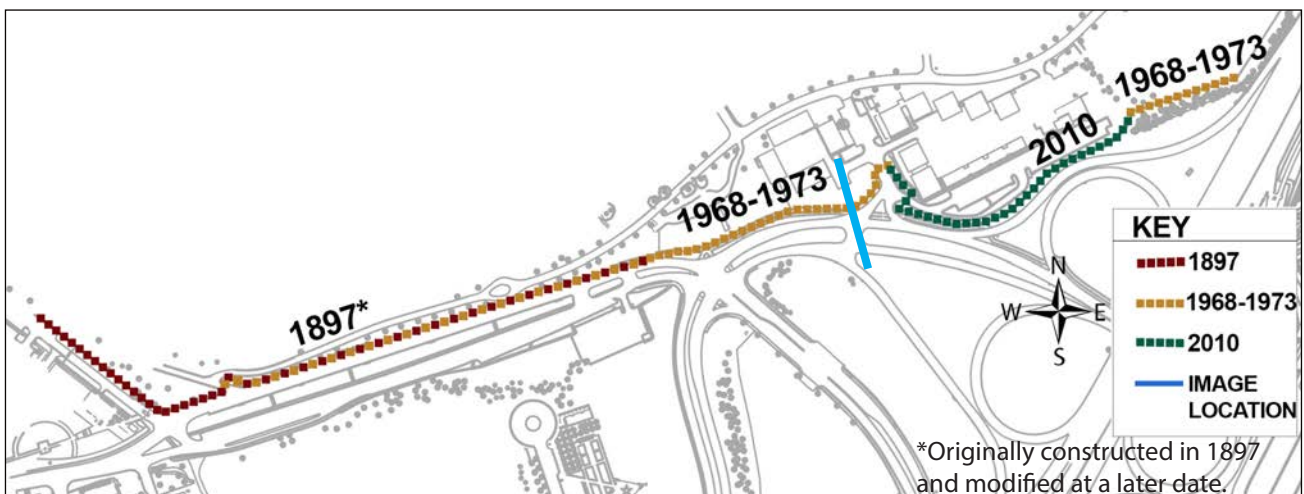 1968-1973
2010
1968-1973
1897*
KEY
1897
1968-1973
2010
IMAGE
LOCATION
N
W
E
S
*Originally constructed in 1897
and modified at a later date.